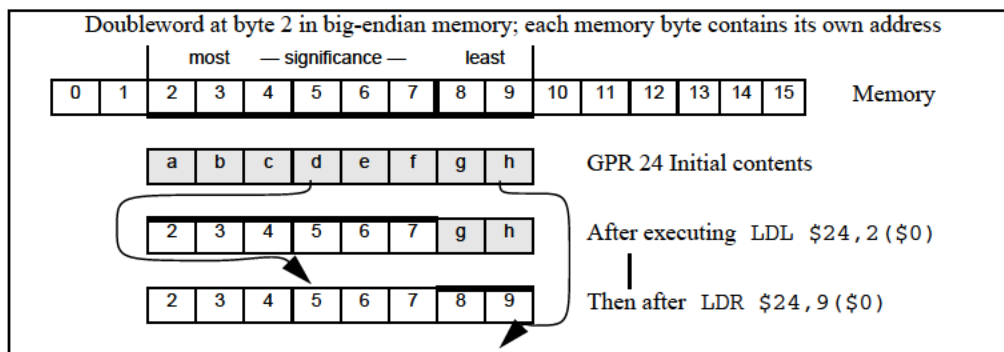 Doubleword at byte 2 in big-endian memory; each memory byte contains its own address
most — significance — least
0 1 2 3 4 5 6 7 8 9 10 11 12 13 14 15 Memory
a b c d e f g h GPR 24 Initial contents
2 3 4 5 6 7 g h After executing LDL $24,2($0)
2 3 4 5 6 7 8 9 Then after LDR $24,9($0)